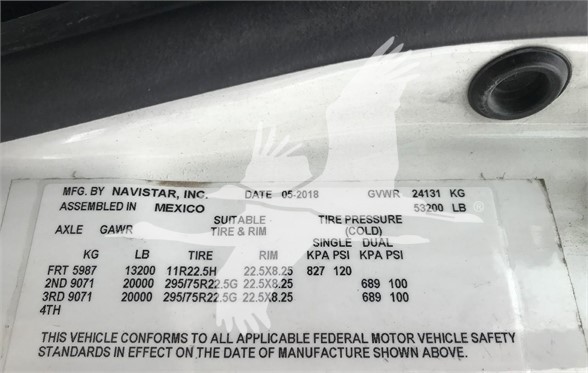 MFG. BY NAVISTAR, INC. DATE 05-2018 GVWR 24131 KG
ASSEMBLED IN MEXICO 53200 LB
SUITABLE TIRE PRESSURE
AXLE GAWR TIRE & RIM (COLD)
SINGLE DUAL
KG LB TIRE RIM KPA PSI KPA PSI
FRT 5987 13200 11R22.5H 22.5X8.25 827 120
2ND 9071 20000 295/75R22.5G 22.5X8.25 689 100
3RD 9071 20000 295/75R22.5G 22.5X8.25 689 100
4TH
THIS VEHICLE CONFORMS TO ALL APPLICABLE FEDERAL MOTOR VEHICLE SAFETY
STANDARDS IN EFFECT ON THE DATE OF MANUFACTURE SHOWN ABOVE.